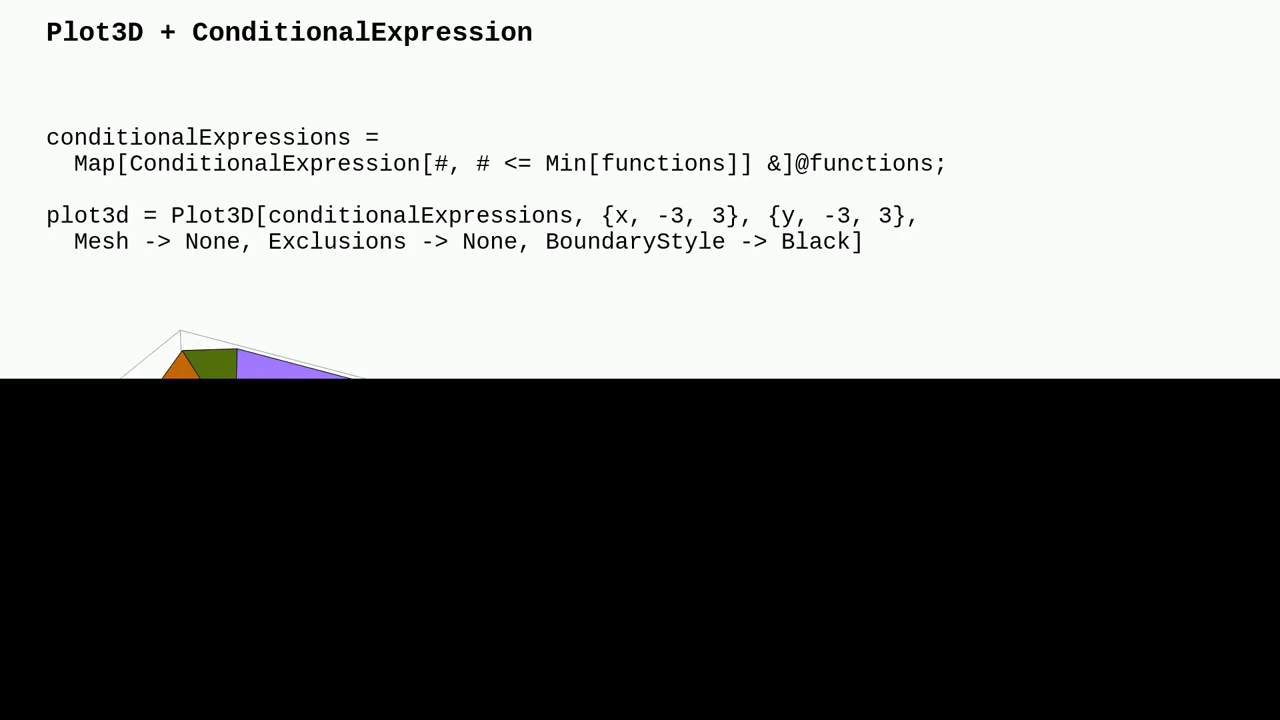 Plot3D + ConditionalExpression
conditionalExpressions =
Map[ConditionalExpression[#, # <= Min[functions]] &]@functions;
plot3d = Plot3D[conditionalExpressions, {x, -3, 3}, {y, -3, 3},
Mesh -> None, Exclusions -> None, BoundaryStyle -> Black]